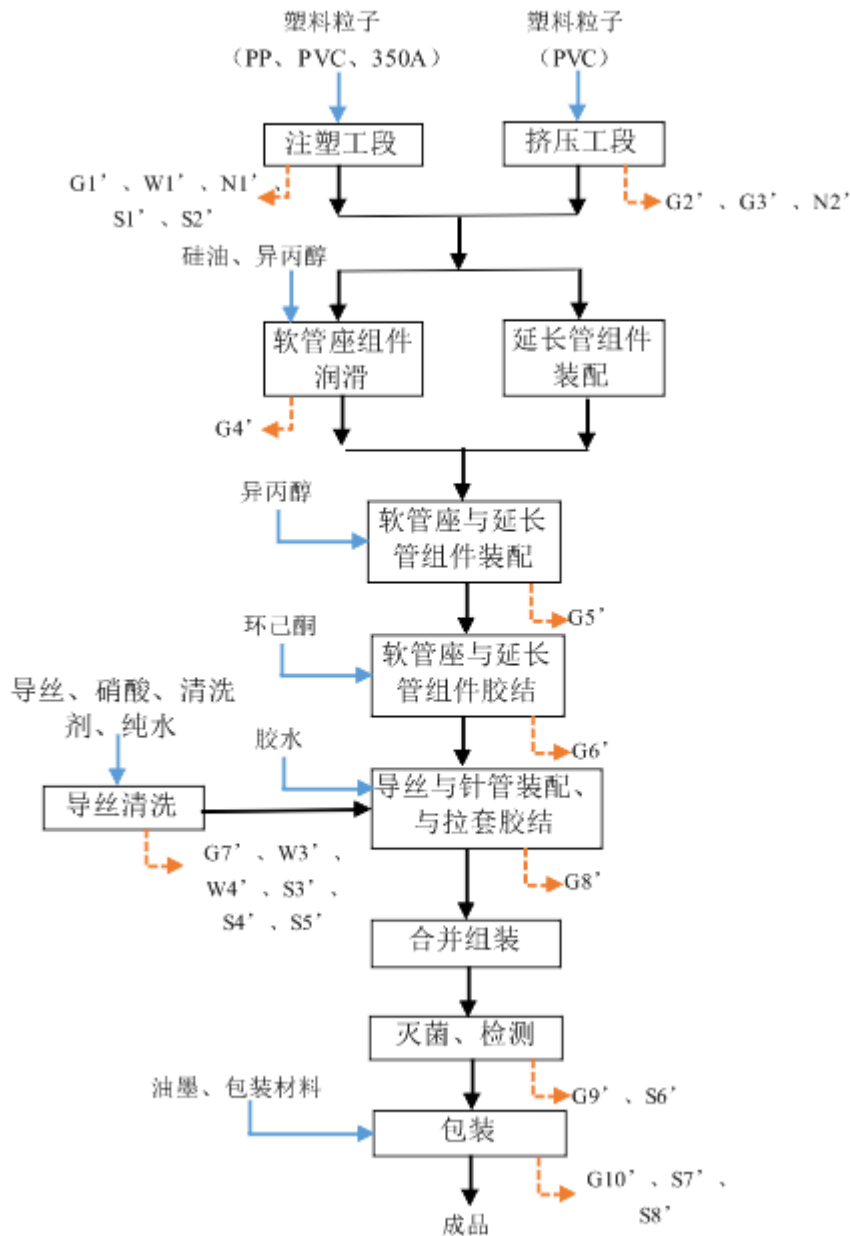 塑料粒子
（PP、PVC、350A）
塑料粒子
（PVC）
注塑工段
挤压工段
G1’、W1’、N1’、
S1’、S2’
G2’、G3’、N2’
硅油、异丙醇
软管座组件
润滑
延长管组件
装配
G4’
异丙醇
软管座与延长
管组件装配
G5’
环己酮
软管座与延长
管组件胶结
G6’
导丝、硝酸、清洗
剂、纯水
胶水
导丝清洗
导丝与针管装配、
与拉套胶结
G7’、W3’、
W4’、S3’、
S4’、S5’
G8’
合并组装
灭菌、检测
G9’、S6’
油墨、包装材料
包装
G10’、S7’、
S8’
成品